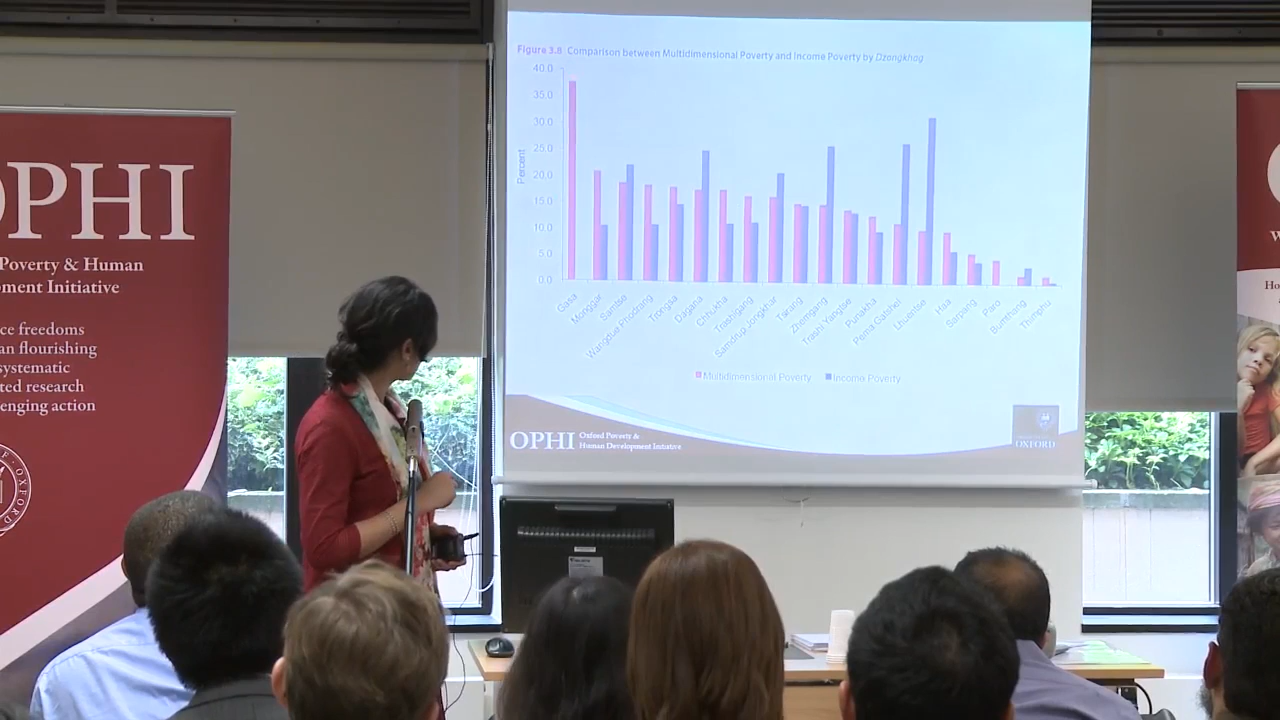 OPHI
Poverty & Human
ment Initiative
ce freedoms
an flourishing
systematic
ted research
enging action
Figure 3.8 Comparison between Multidimensional Poverty and Income Poverty by Dzongkhag
Percent
40.0
35.0
30.0
25.0
20.0
15.0
10.0
5.0
0.0
Gasa
Monggar
Samtse
Wangdue Phodrang
Trongsa
Dagana
Chhukha
Trashigang
Samdrup Jongkhar
Tsirang
Zhemgang
Trashi Yangtse
Punakha
Pema Gatshel
Lhuentse
Haa
Sarpang
Paro
Bumthang
Thimphu
Multidimensional Poverty
Income Poverty
OPHI
Oxford Poverty &
Human Development Initiative
OXFORD
W
Ho